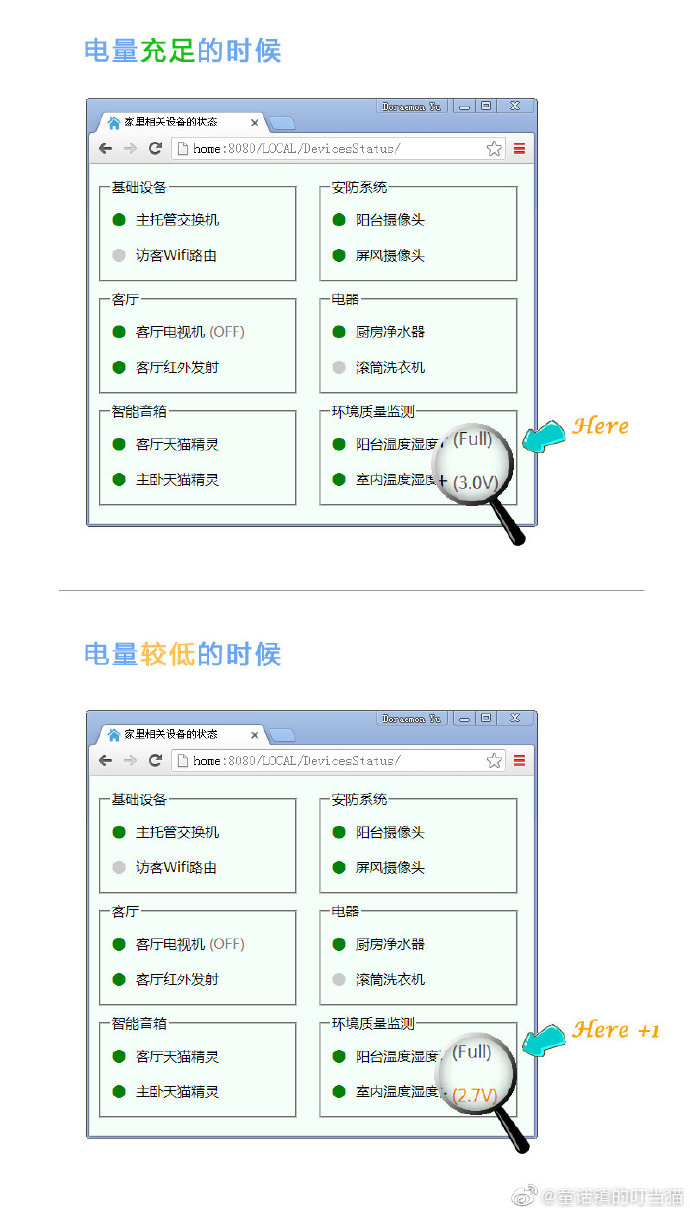 电量充足的时候
Doraemon Yu
家里相关设备的状态
home:8080/LOCAL/DevicesStatus/
基础设备
主托管交换机
访客Wifi路由
安防系统
阳台摄像头
屏风摄像头
客厅
客厅电视机 (OFF)
客厅红外发射
电器
厨房净水器
滚筒洗衣机
智能音箱
客厅天猫精灵
主卧天猫精灵
环境质量监测
阳台温度湿度 (Full)
室内温度湿度 (3.0V)
Here
电量较低的时候
Doraemon Yu
家里相关设备的状态
home:8080/LOCAL/DevicesStatus/
基础设备
主托管交换机
访客Wifi路由
安防系统
阳台摄像头
屏风摄像头
客厅
客厅电视机 (OFF)
客厅红外发射
电器
厨房净水器
滚筒洗衣机
智能音箱
客厅天猫精灵
主卧天猫精灵
环境质量监测
阳台温度湿度 (Full)
室内温度湿度 (2.7V)
Here +1
@童话镇的叮当猫